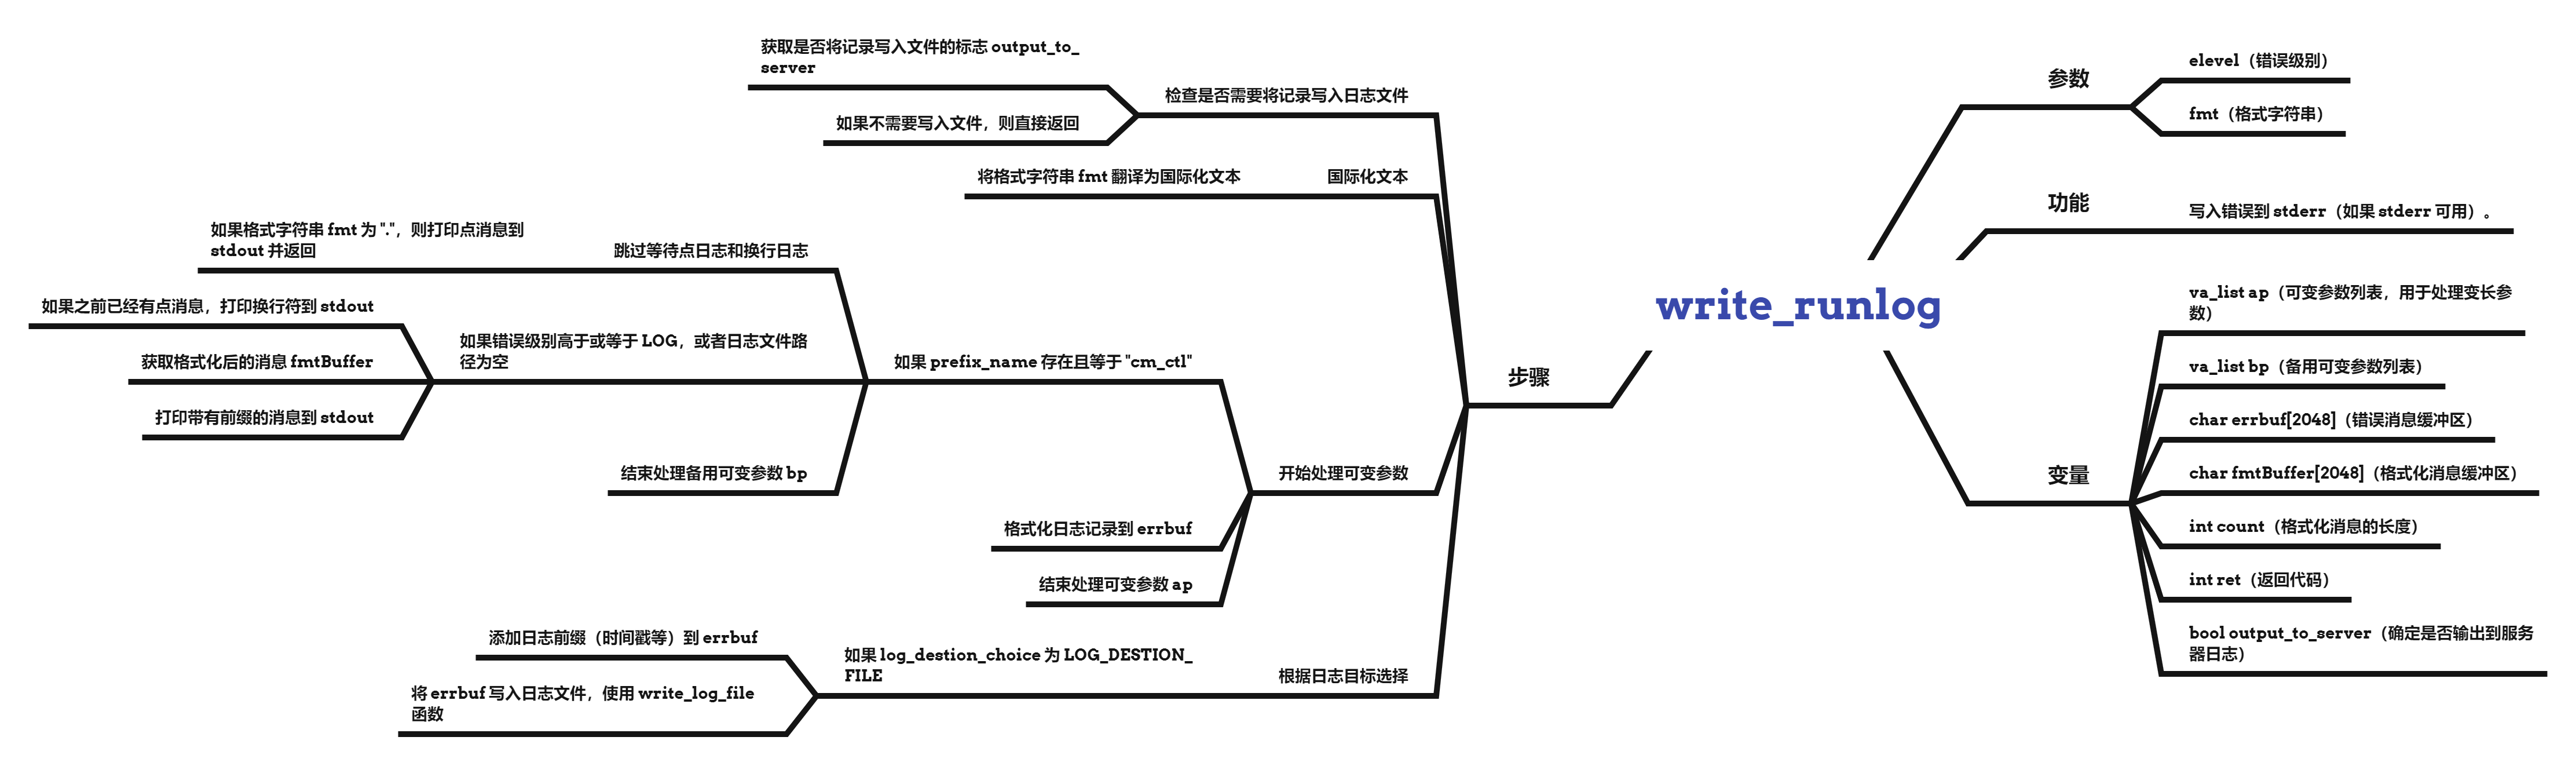 write_runlog
参数
elevel（错误级别）
fmt（格式字符串）
功能
写入错误到 stderr（如果 stderr 可用）。
变量
va_list ap（可变参数列表，用于处理变长参
数）
va_list bp（备用可变参数列表）
char errbuf[2048]（错误消息缓冲区）
char fmtBuffer[2048]（格式化消息缓冲区）
int count（格式化消息的长度）
int ret（返回代码）
bool output_to_server（确定是否输出到服务
器日志）
步骤
检查是否需要将记录写入日志文件
获取是否将记录写入文件的标志 output_to_
server
如果不需要写入文件，则直接返回
国际化文本
将格式字符串 fmt 翻译为国际化文本
开始处理可变参数
如果 prefix_name 存在且等于 "cm_ctl"
跳过等待点日志和换行日志
如果格式字符串 fmt 为 "."，则打印点消息到
stdout 并返回
如果错误级别高于或等于 LOG，或者日志文件路
径为空
如果之前已经有点消息，打印换行符到 stdout
获取格式化后的消息 fmtBuffer
打印带有前缀的消息到 stdout
结束处理备用可变参数 bp
格式化日志记录到 errbuf
结束处理可变参数 ap
根据日志目标选择
如果 log_destion_choice 为 LOG_DESTION_
FILE
添加日志前缀（时间戳等）到 errbuf
将 errbuf 写入日志文件，使用 write_log_file
函数